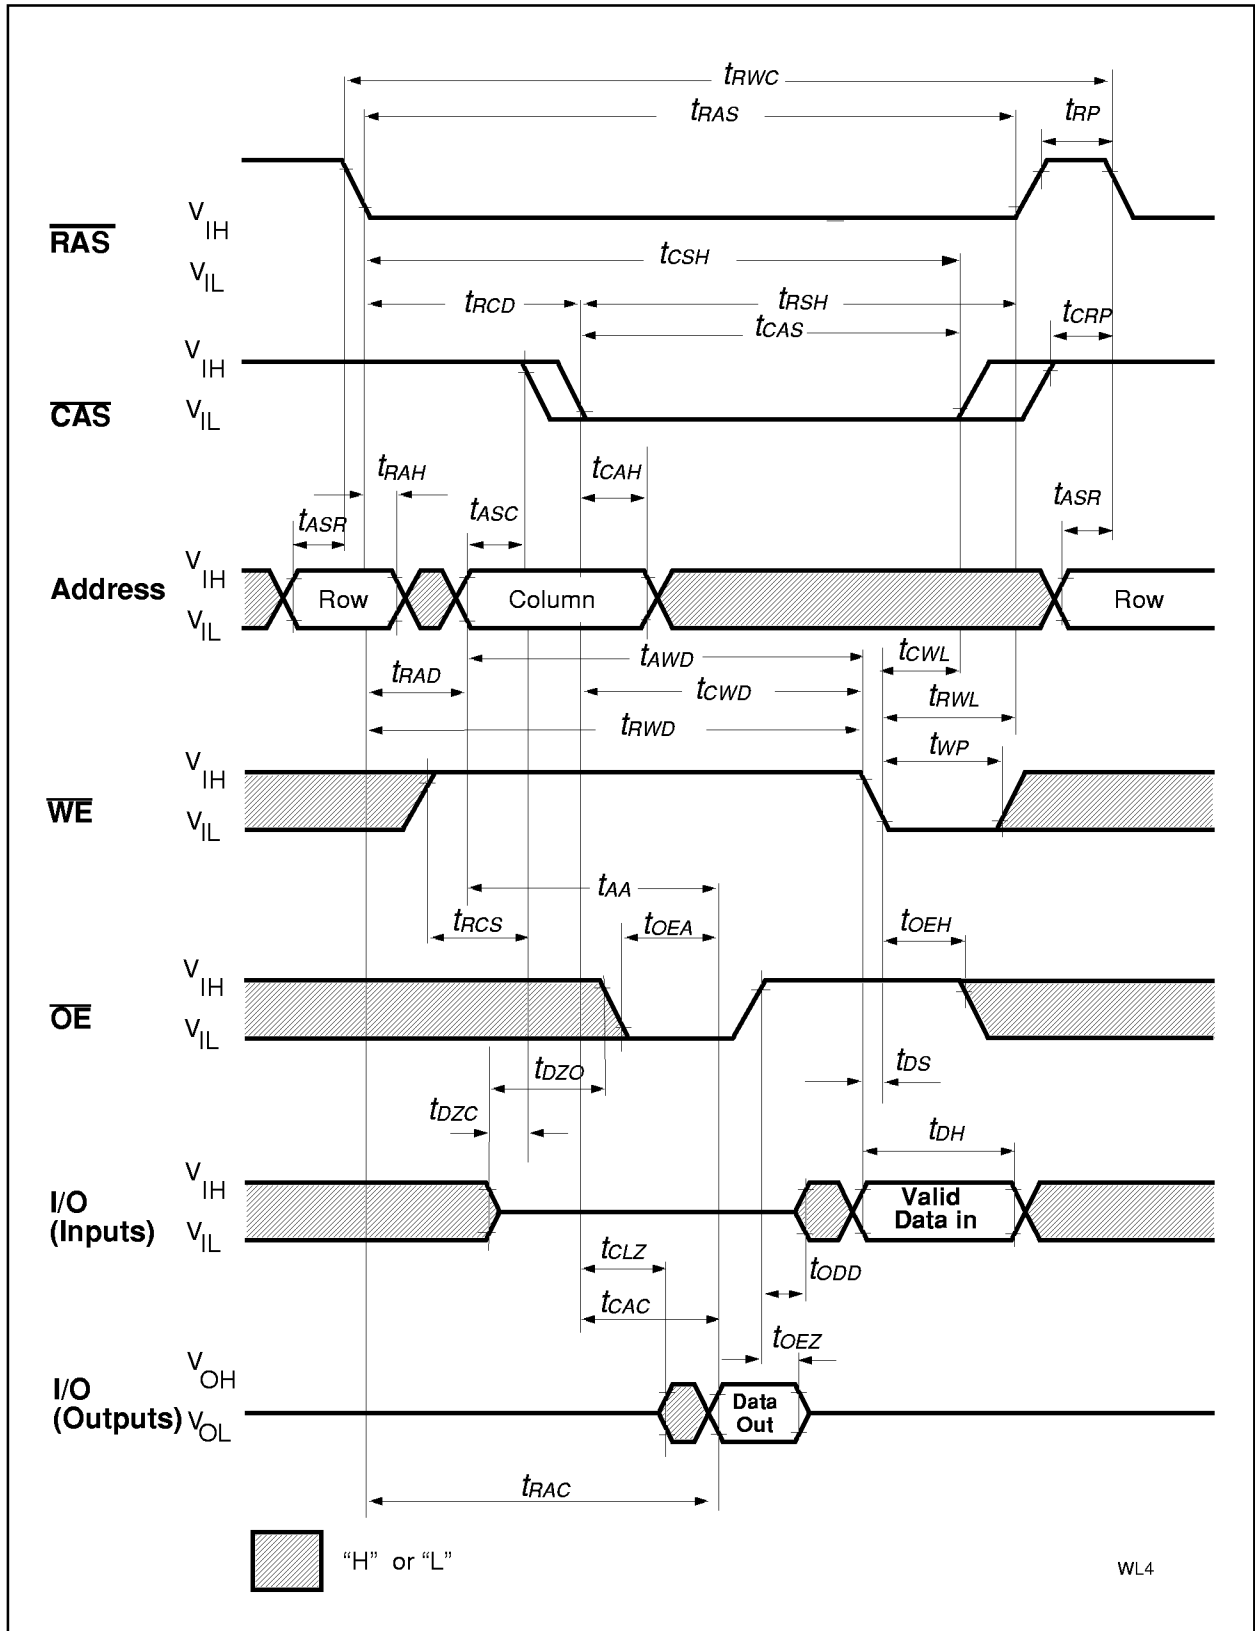 tRWC
tRAS
tRP
RAS
VIH
VIL
tCSH
tRCD
tRSH
tCAS
tCRP
CAS
VIH
VIL
tRAH
tCAH
tASR
tASC
tASR
Address
VIH
VIL
Row
Column
Row
tAWD
tCWL
tRAD
tCWD
tRWL
tRWD
tWP
WE
VIH
VIL
tAA
tRCS
tOEA
tOEH
OE
VIH
VIL
tDZO
tDS
tDZC
tDH
I/O
(Inputs)
VIH
VIL
Valid
Data in
tCLZ
tODD
tCAC
tOEZ
I/O
(Outputs)
VOH
VOL
Data
Out
tRAC
“H” or “L”
WL4